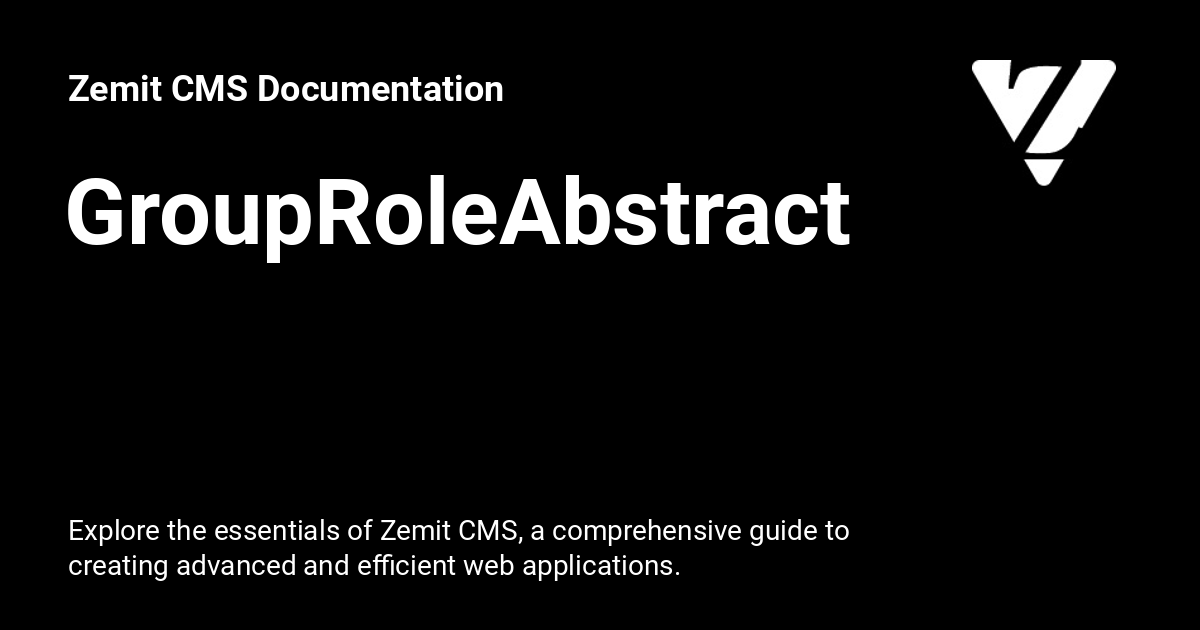 Zemit CMS Documentation
GroupRoleAbstract
Explore the essentials of Zemit CMS, a comprehensive guide to
creating advanced and efficient web applications.